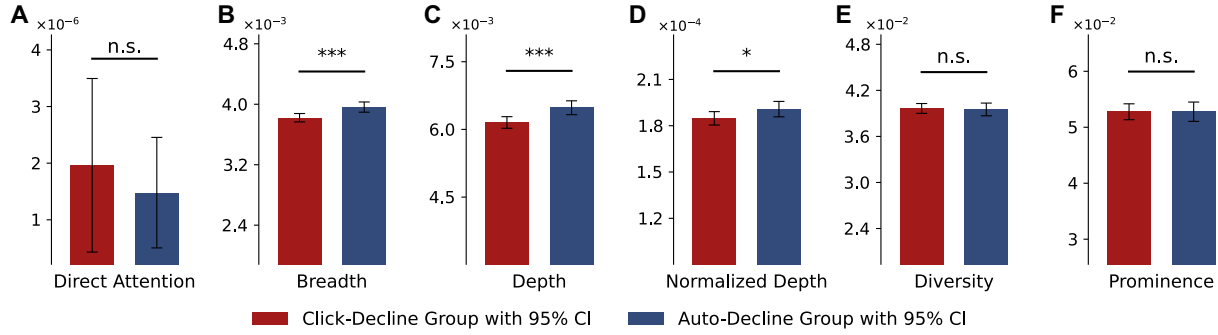 A
×10⁻⁶
n.s.
4
3
2
1
Direct Attention
B
×10⁻³
***
4.8
4.0
3.2
2.4
Breadth
C
×10⁻³
***
7.5
6.0
4.5
Depth
D
×10⁻⁴
*
2.1
1.8
1.5
1.2
Normalized Depth
E
×10⁻²
n.s.
4.8
4.2
3.6
3.0
2.4
Diversity
F
×10⁻²
n.s.
6
5
4
3
Prominence
Click-Decline Group with 95% CI
Auto-Decline Group with 95% CI